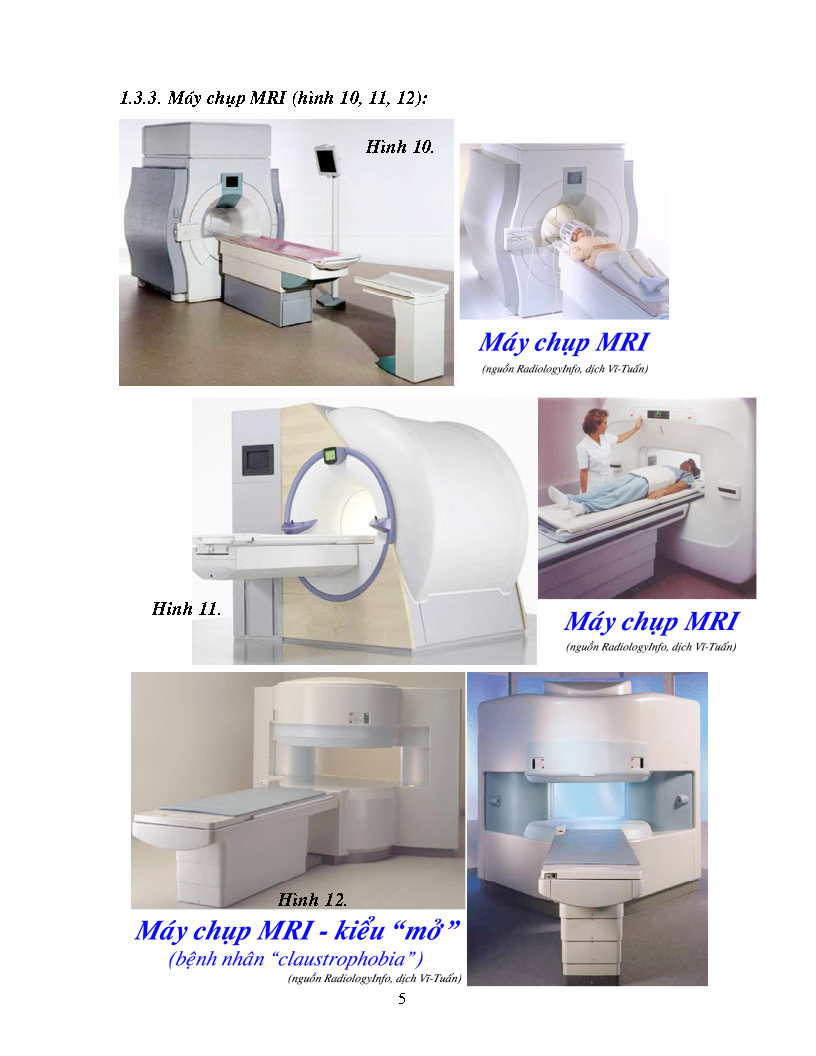 1.3.3. Máy chụp MRI (hình 10, 11, 12):
Hình 10.
Máy chụp MRI
(nguồn RadiologyInfo, dịch Vĩ-Tuấn)
Hình 11.
Máy chụp MRI
(nguồn RadiologyInfo, dịch Vĩ-Tuấn)
Hình 12.
Máy chụp MRI - kiểu “mở”
(bệnh nhân “claustrophobia”)
(nguồn RadiologyInfo, dịch Vĩ-Tuấn)
5